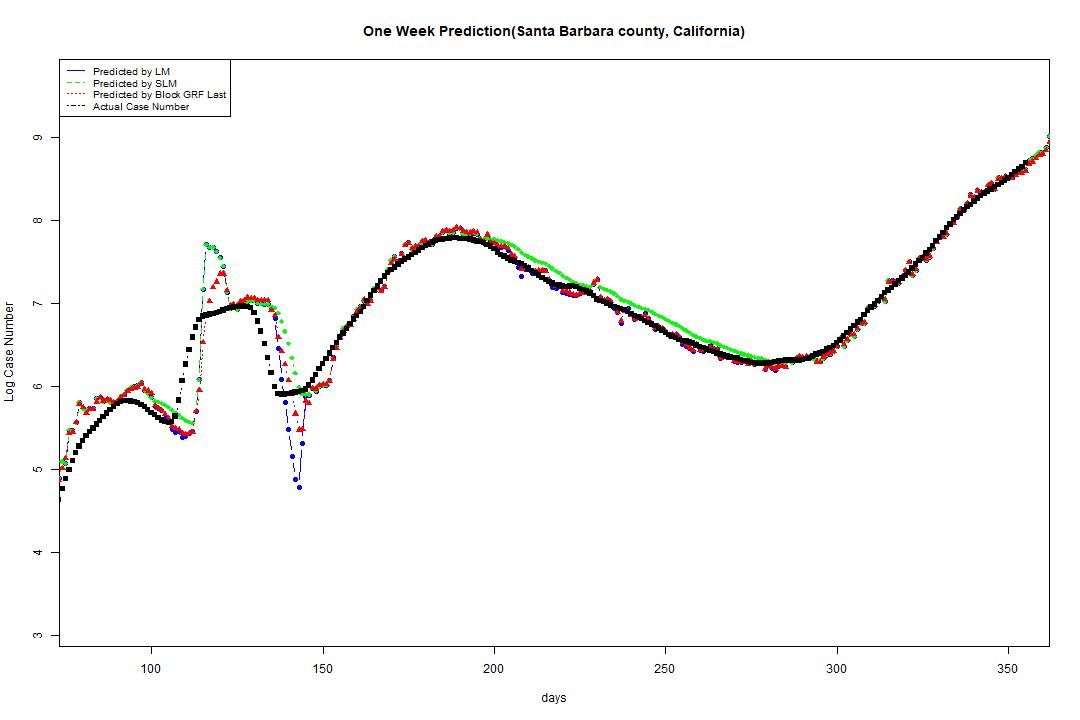 One Week Prediction(Santa Barbara county, California)
Predicted by LM
Predicted by SLM
Predicted by Block GRF Last
Actual Case Number
Log Case Number
9
8
7
6
5
4
3
100 150 200 250 300 350
days